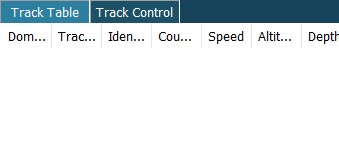 Track Table Track Control
Dom... Trac... Iden... Cou... Speed Altit... Depth